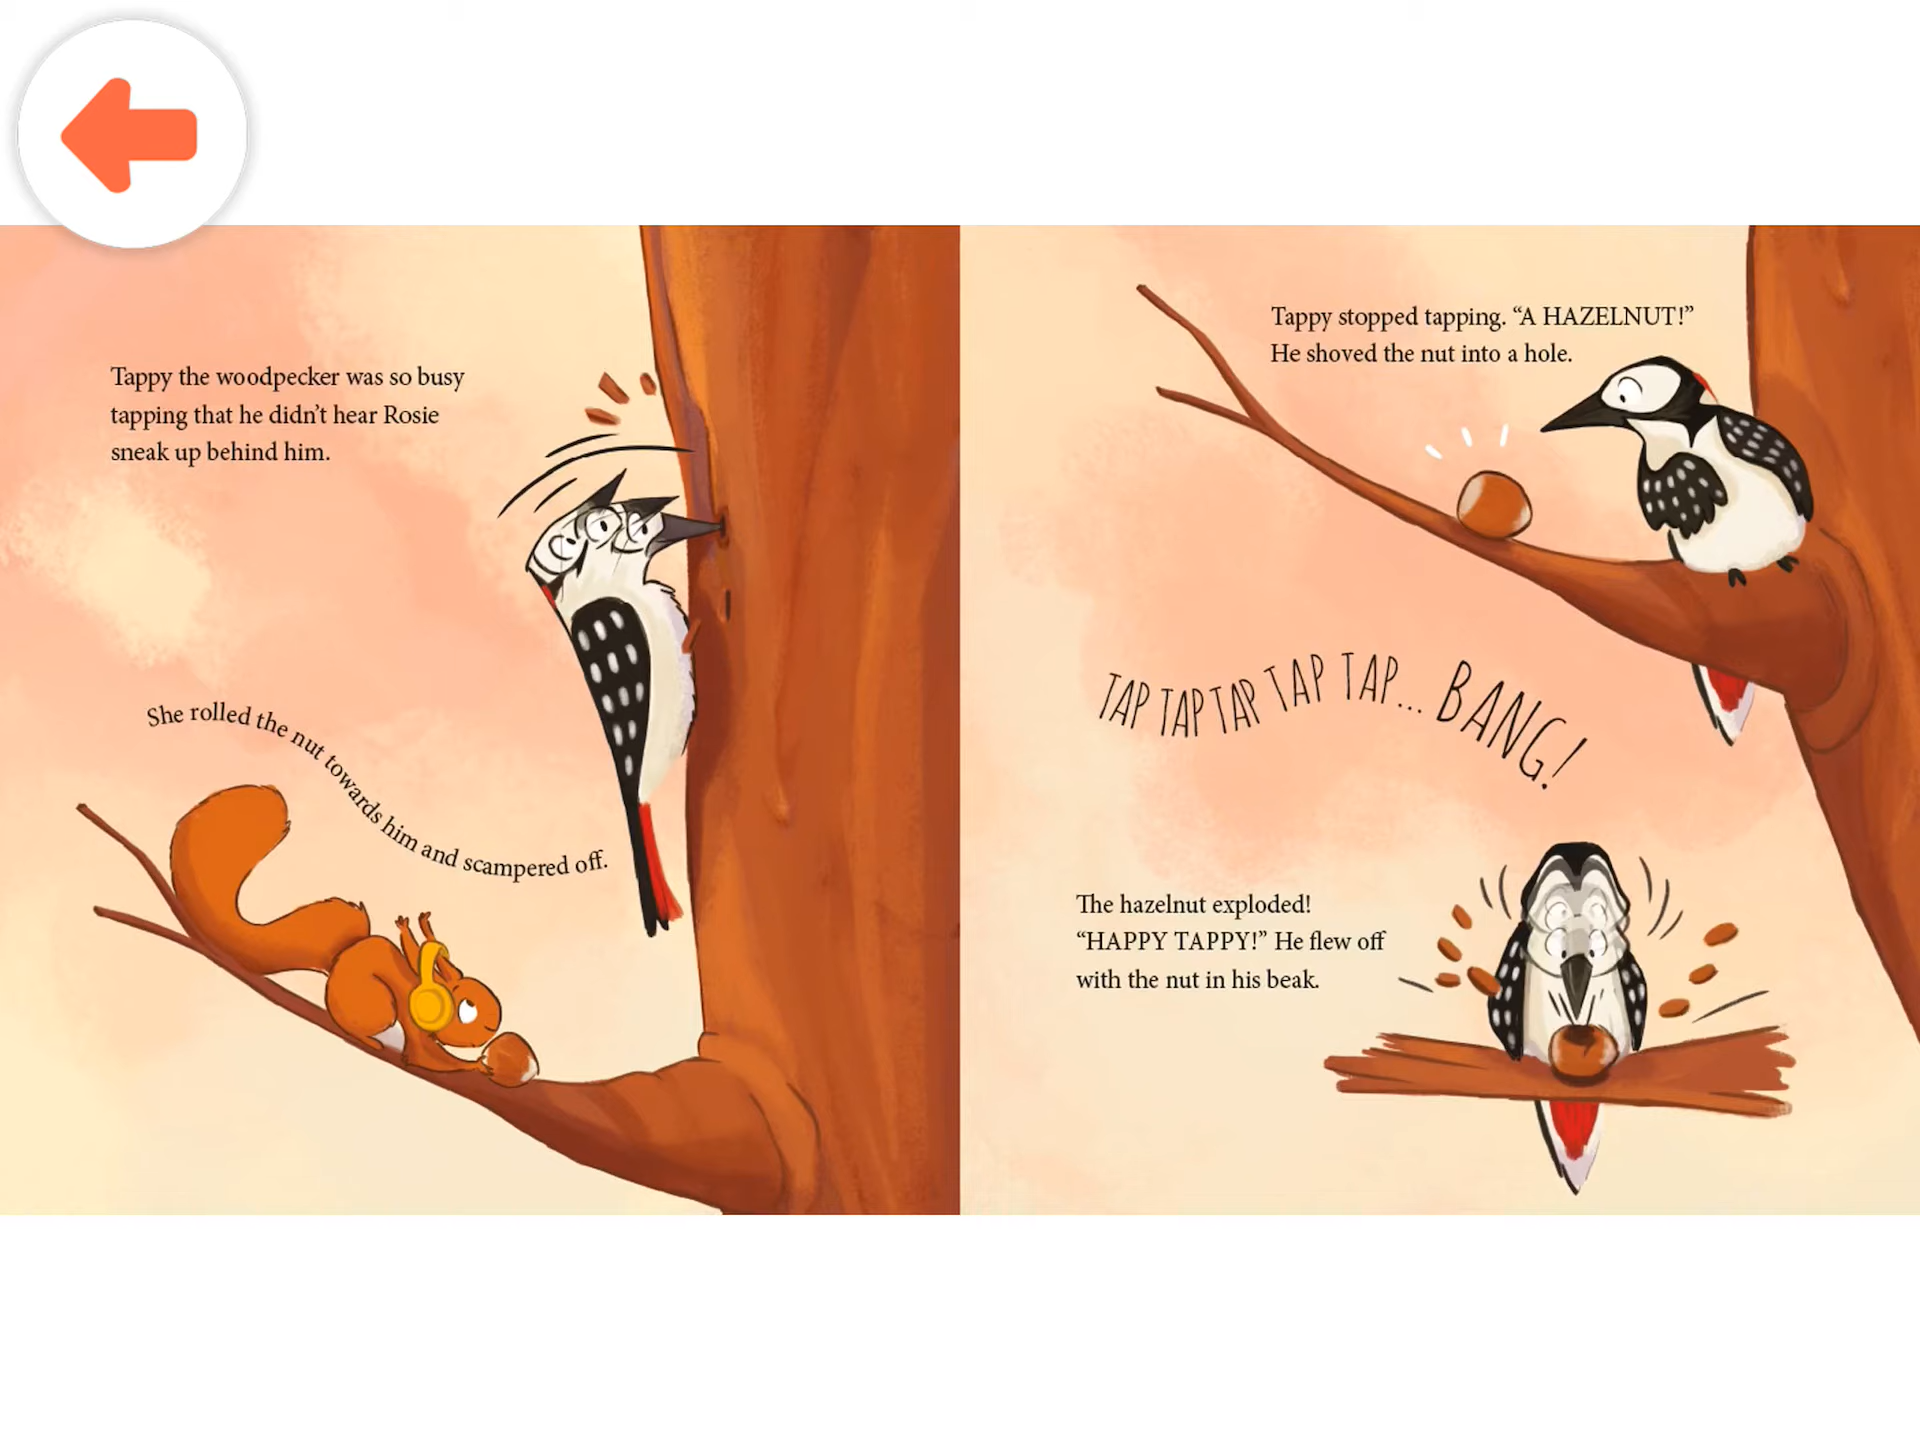 Tappy the woodpecker was so busy
tapping that he didn’t hear Rosie
sneak up behind him.
She rolled the nut towards him and scampered off.
Tappy stopped tapping. “A HAZELNUT!”
He shoved the nut into a hole.
TAP TAP TAP TAP TAP... BANG!
The hazelnut exploded!
“HAPPY TAPPY!” He flew off
with the nut in his beak.